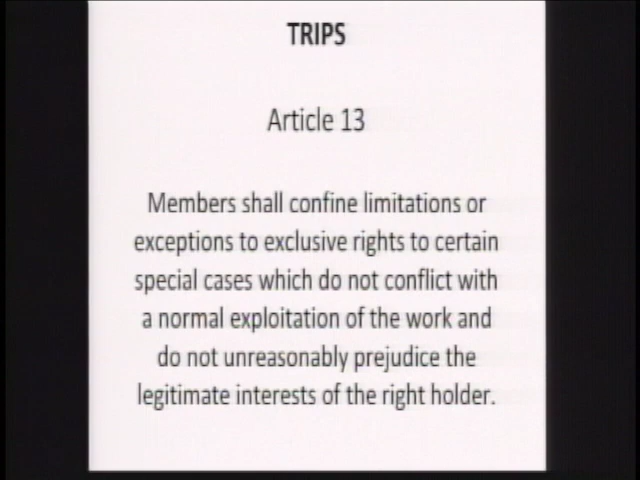 TRIPS
Article 13
Members shall confine limitations or
exceptions to exclusive rights to certain
special cases which do not conflict with
a normal exploitation of the work and
do not unreasonably prejudice the
legitimate interests of the right holder.